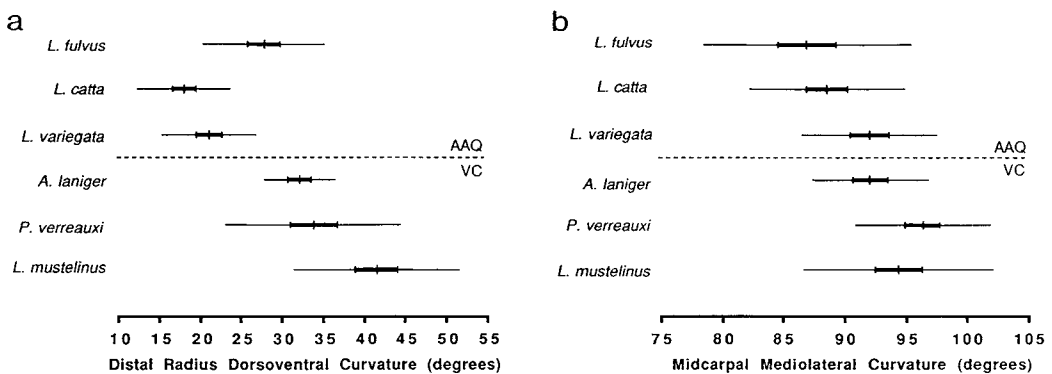 a
L. fulvus
L. catta
L. variegata
AAQ
VC
A. laniger
P. verreauxi
L. mustelinus
10 15 20 25 30 35 40 45 50 55
Distal Radius Dorsoventral Curvature (degrees)
b
L. fulvus
L. catta
L. variegata
AAQ
VC
A. laniger
P. verreauxi
L. mustelinus
75 80 85 90 95 100 105
Midcarpal Mediolateral Curvature (degrees)